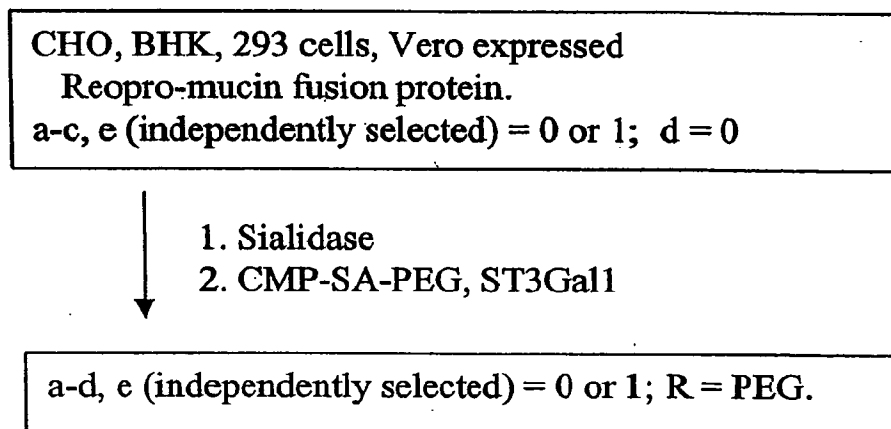 CHO, BHK, 293 cells, Vero expressed
Reopro-mucin fusion protein.
a-c, e (independently selected) = 0 or 1; d = 0
1. Sialidase
2. CMP-SA-PEG, ST3Gal1
a-d, e (independently selected) = 0 or 1; R = PEG.